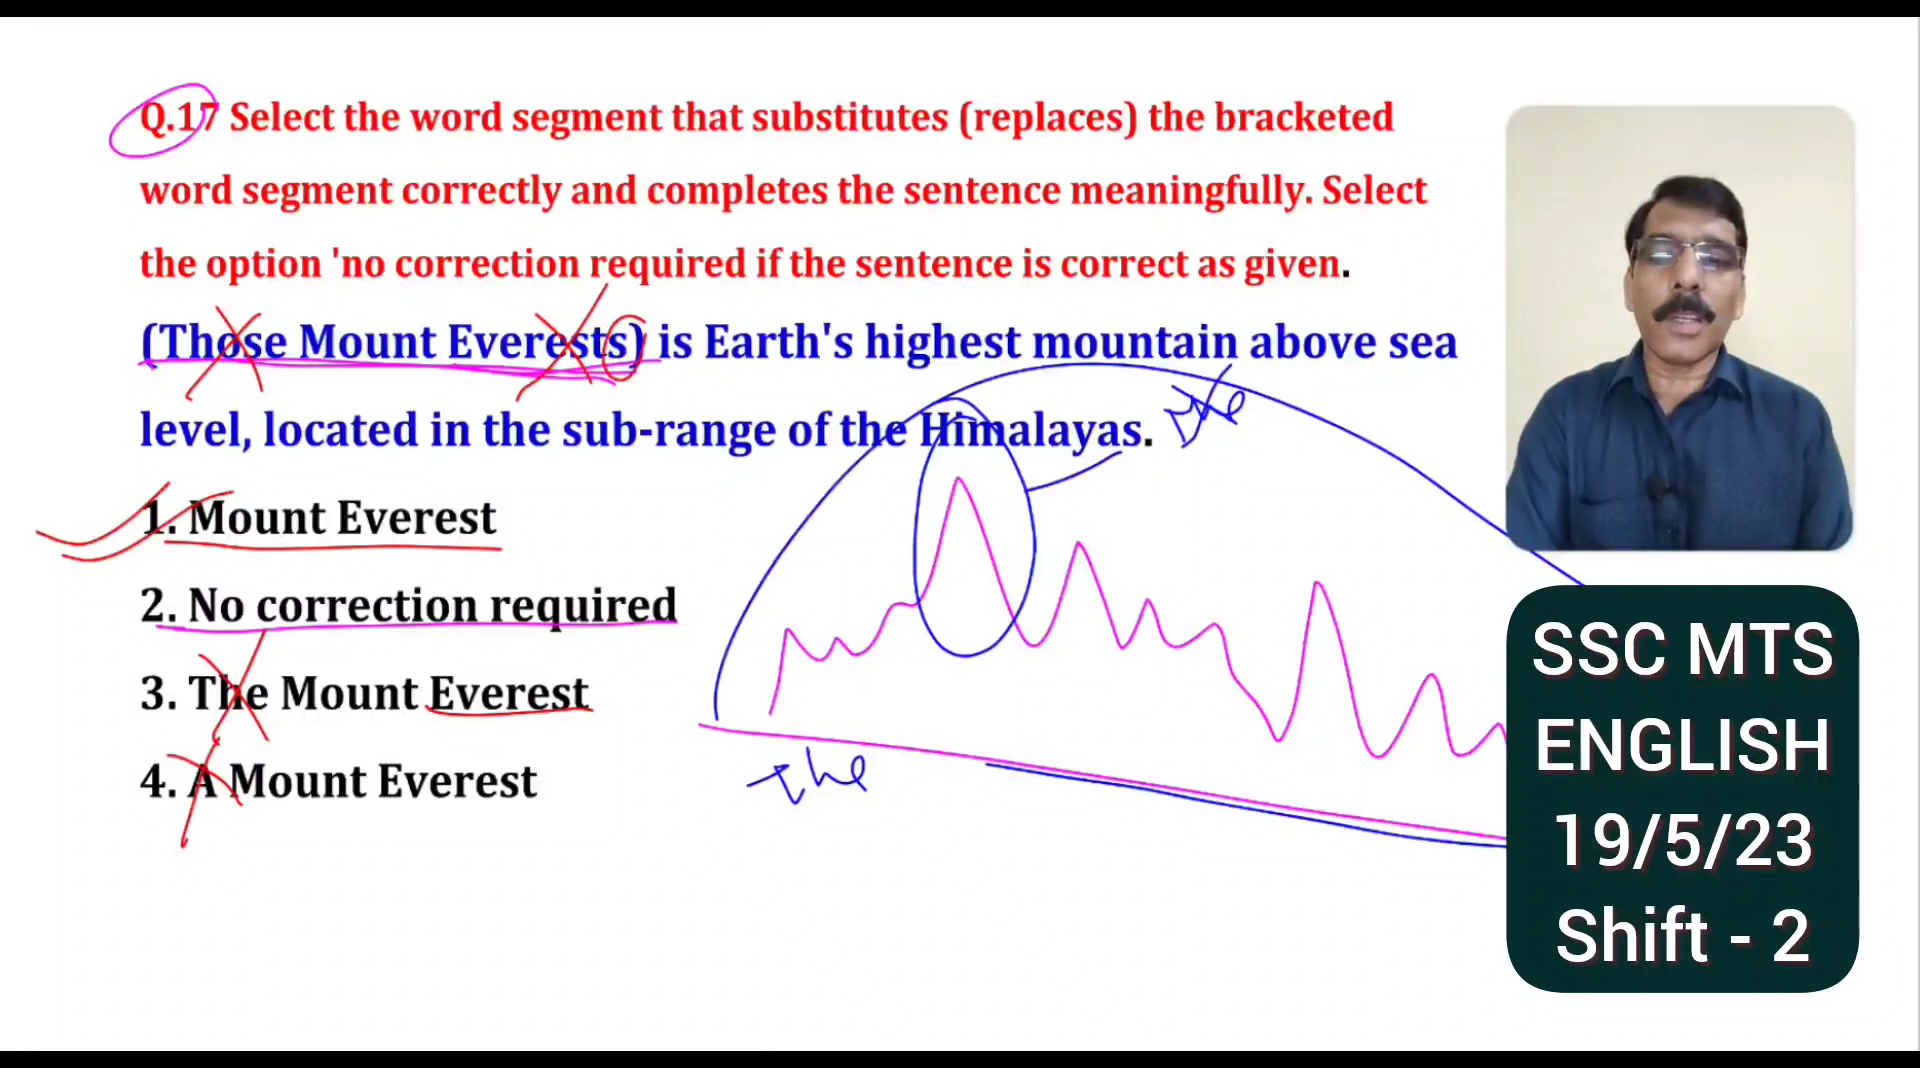 Q.17 Select the word segment that substitutes (replaces) the bracketed
word segment correctly and completes the sentence meaningfully. Select
the option 'no correction required if the sentence is correct as given.
(Those Mount Everests) is Earth's highest mountain above sea
level, located in the sub-range of the Himalayas.
the
1. Mount Everest
2. No correction required
3. The Mount Everest
4. A Mount Everest
the
SSC MTS
ENGLISH
19/5/23
Shift - 2